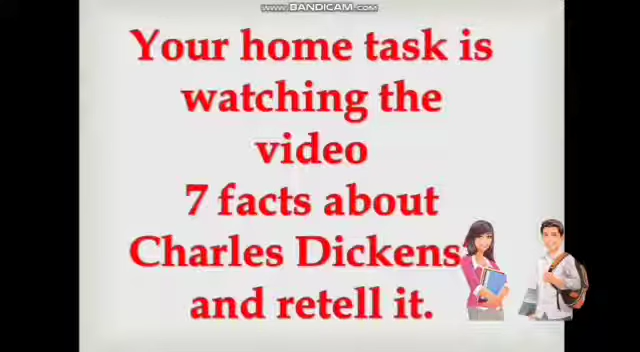 www.BANDICAM.com
Your home task is
watching the
video
7 facts about
Charles Dickens
and retell it.